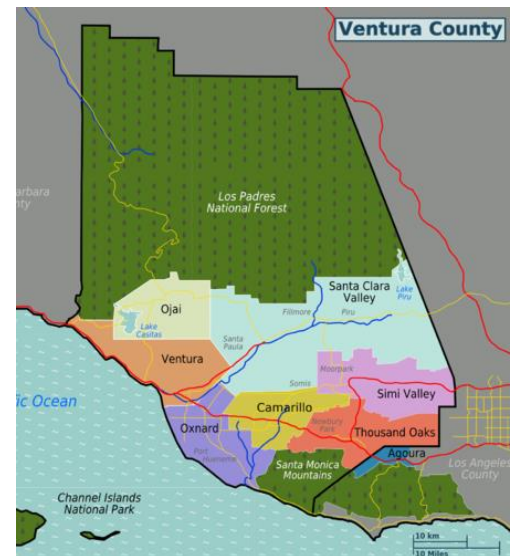 Ventura County
Los Padres
National Forest
Santa Clara
Valley
Lake
Piru
Ojai
Fillmore
Piru
Lake
Casitas
Santa
Paula
Ventura
Moorpark
Somis
Simi Valley
Camarillo
Oxnard
Newbury
Park
Thousand Oaks
Port
Hueneme
Agoura
Santa Monica
Mountains
Los Angeles
County
fic Ocean
Channel Islands
National Park
10 km
10 Miles